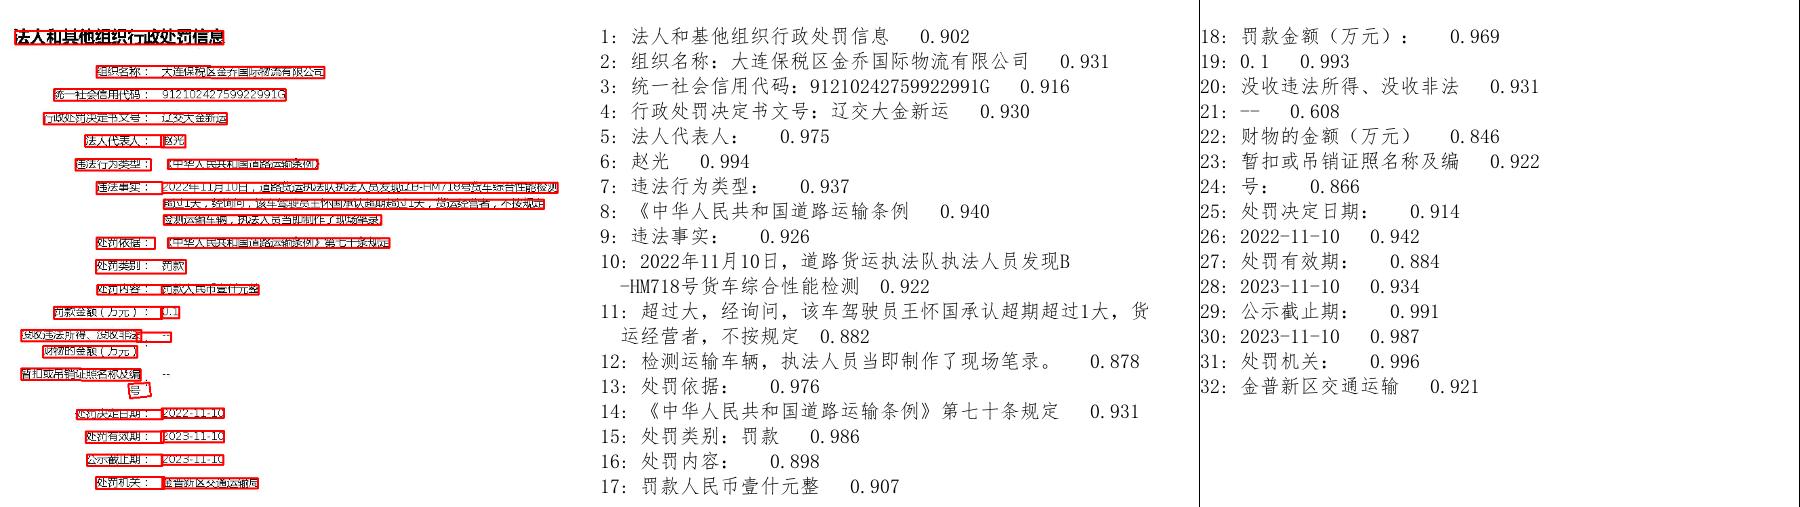 法人和其他组织行政处罚信息
组织名称： 大连保税区金乔国际物流有限公司
统一社会信用代码： 91210242759922991G
行政处罚决定书文号： 辽交大金新运
法人代表人： 赵光
违法行为类型： 《中华人民共和国道路运输条例》
违法事实： 2022年11月10日，道路货运执法队执法人员发现辽B-HM718号货车综合性能检测
超过1天，经询问，该车驾驶员王怀国承认超期超过1天，货运经营者，不按规定
检测运输车辆，执法人员当即制作了现场笔录。
处罚依据： 《中华人民共和国道路运输条例》第七十条规定
处罚类别： 罚款
处罚内容： 罚款人民币壹仟元整
罚款金额（万元）： 0.1
没收违法所得、没收非法 --
财物的金额（万元）：
暂扣或吊销证照名称及编 --
号：
处罚决定日期： 2022-11-10
处罚有效期： 2023-11-10
公示截止期： 2023-11-10
处罚机关： 金普新区交通运输局
1: 法人和基他组织行政处罚信息 0.902
2: 组织名称：大连保税区金乔国际物流有限公司 0.931
3: 统一社会信用代码：91210242759922991G 0.916
4: 行政处罚决定书文号：辽交大金新运 0.930
5: 法人代表人： 0.975
6: 赵光 0.994
7: 违法行为类型： 0.937
8: 《中华人民共和国道路运输条例 0.940
9: 违法事实： 0.926
10: 2022年11月10日，道路货运执法队执法人员发现B
-HM718号货车综合性能检测 0.922
11: 超过大，经询问，该车驾驶员王怀国承认超期超过1大，货
运经营者，不按规定 0.882
12: 检测运输车辆，执法人员当即制作了现场笔录。 0.878
13: 处罚依据： 0.976
14: 《中华人民共和国道路运输条例》第七十条规定 0.931
15: 处罚类别：罚款 0.986
16: 处罚内容： 0.898
17: 罚款人民币壹什元整 0.907
18: 罚款金额（万元）： 0.969
19: 0.1 0.993
20: 没收违法所得、没收非法 0.931
21: -- 0.608
22: 财物的金额（万元） 0.846
23: 暂扣或吊销证照名称及编 0.922
24: 号： 0.866
25: 处罚决定日期： 0.914
26: 2022-11-10 0.942
27: 处罚有效期： 0.884
28: 2023-11-10 0.934
29: 公示截止期： 0.991
30: 2023-11-10 0.987
31: 处罚机关： 0.996
32: 金普新区交通运输 0.921